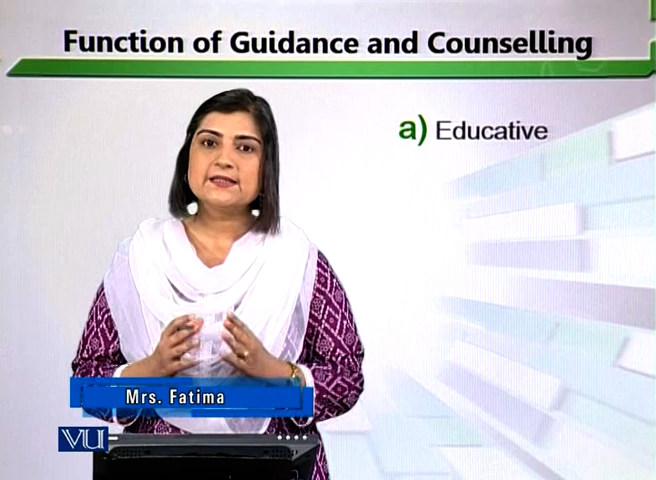 Function of Guidance and Counselling
a) Educative
Mrs. Fatima
VU